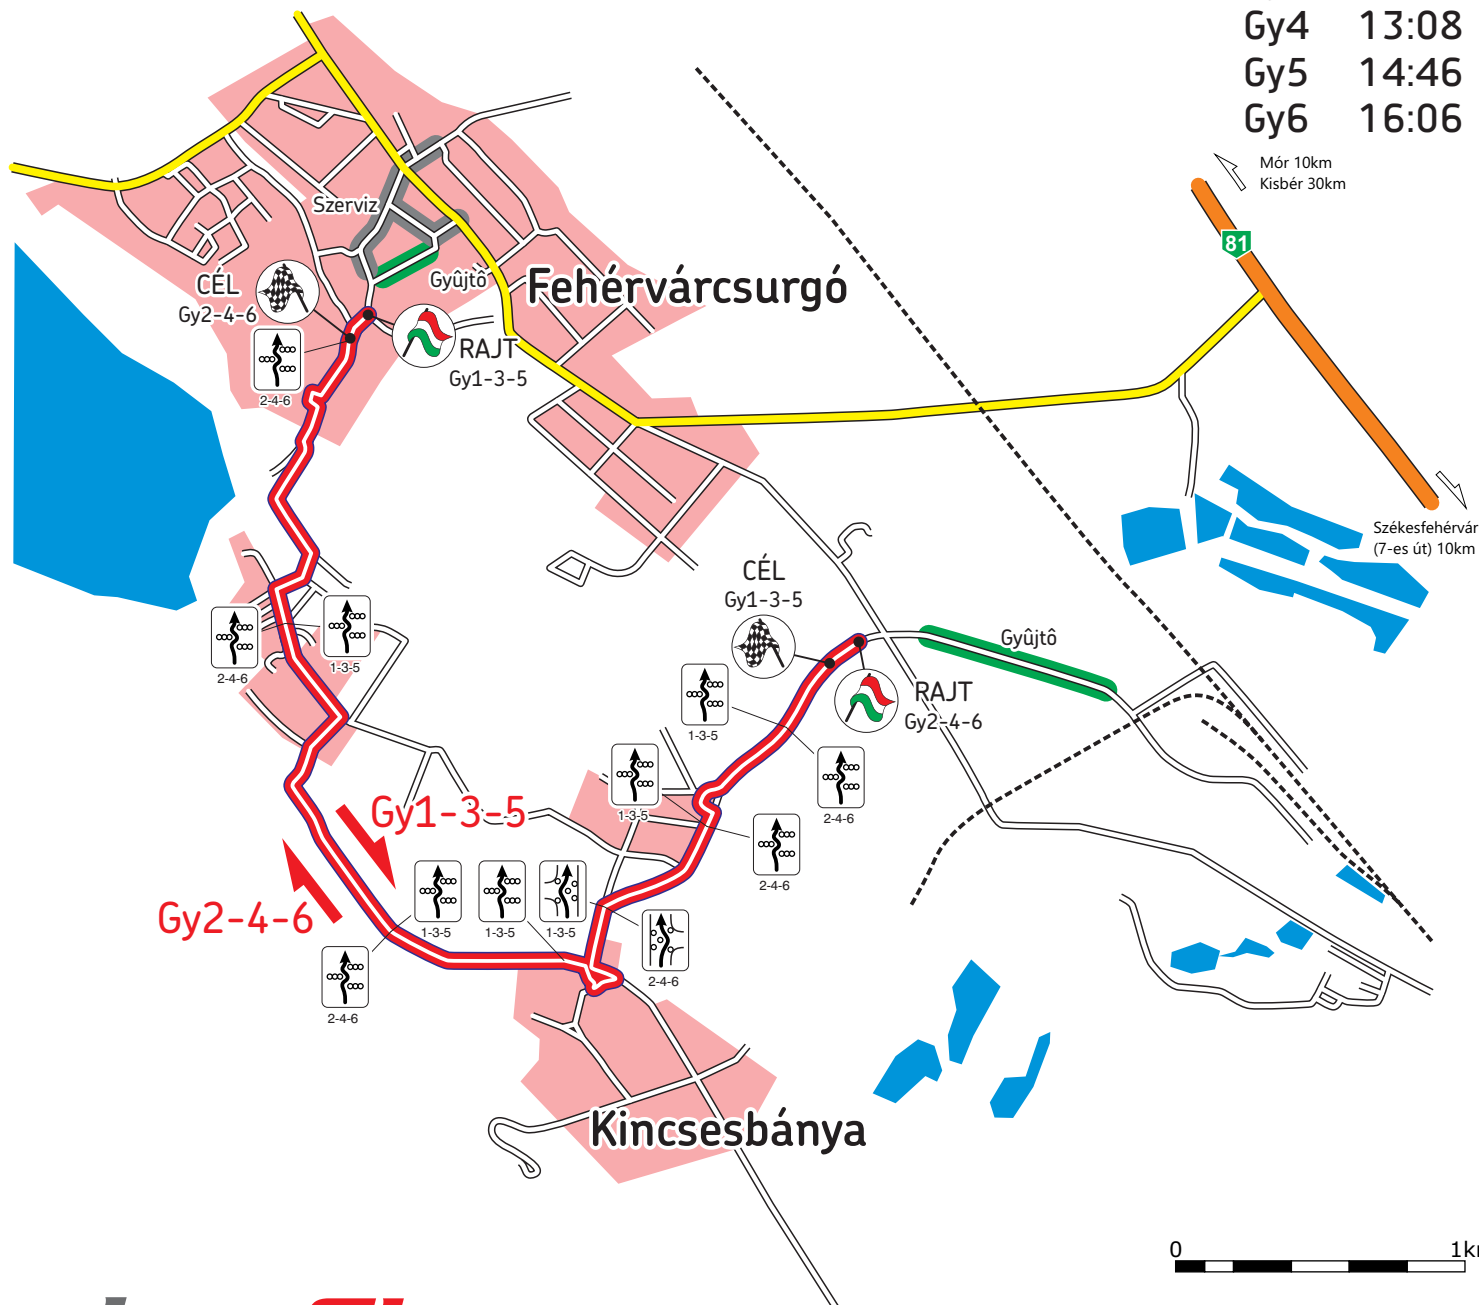 Gy4 13:08
Gy5 14:46
Gy6 16:06
Mór 10km
Kisbér 30km
81
Szerviz
CÉL
Gy2-4-6
Gyûjtô
Fehérvárcsurgó
RAJT
Gy1-3-5
2-4-6
Székesfehérvár
(7-es út) 10km
CÉL
Gy1-3-5
Gyûjtô
2-4-6
1-3-5
RAJT
Gy2-4-6
1-3-5
1-3-5
2-4-6
Gy1-3-5
2-4-6
Gy2-4-6
1-3-5
1-3-5
1-3-5
2-4-6
2-4-6
Kincsesbánya
0 1k